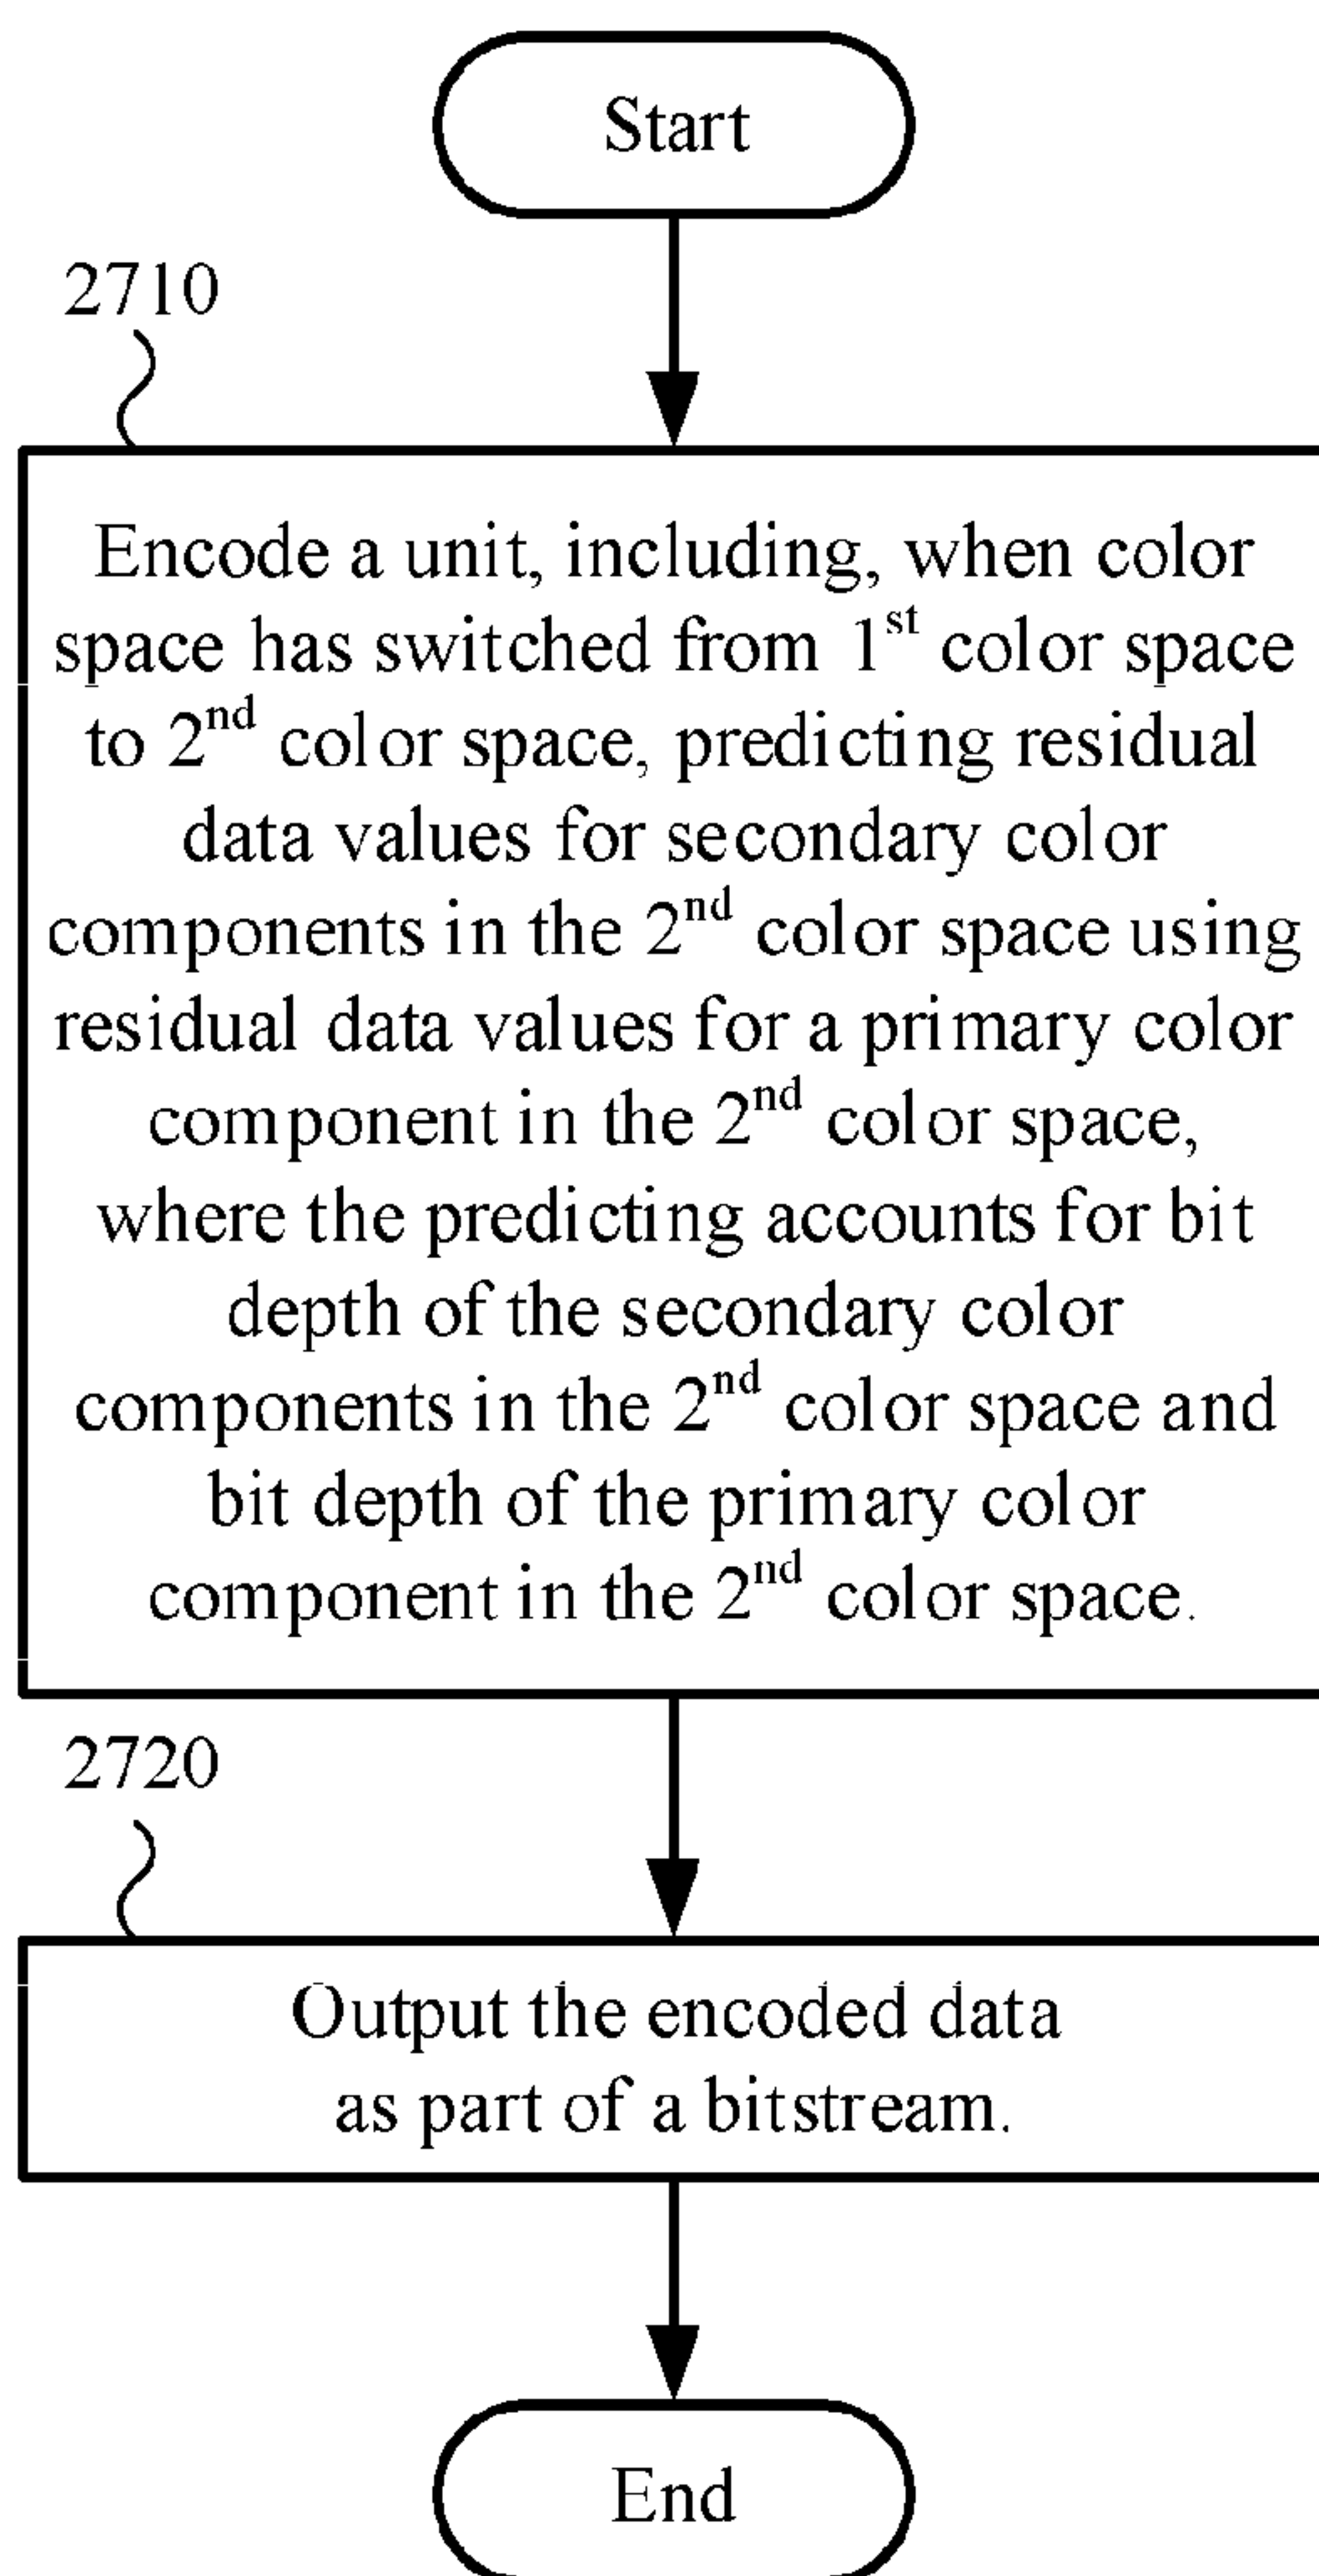 Start
2710
Encode a unit, including, when color
space has switched from 1st color space
to 2nd color space, predicting residual
data values for secondary color
components in the 2nd color space using
residual data values for a primary color
component in the 2nd color space,
where the predicting accounts for bit
depth of the secondary color
components in the 2nd color space and
bit depth of the primary color
component in the 2nd color space.
2720
Output the encoded data
as part of a bitstream.
End